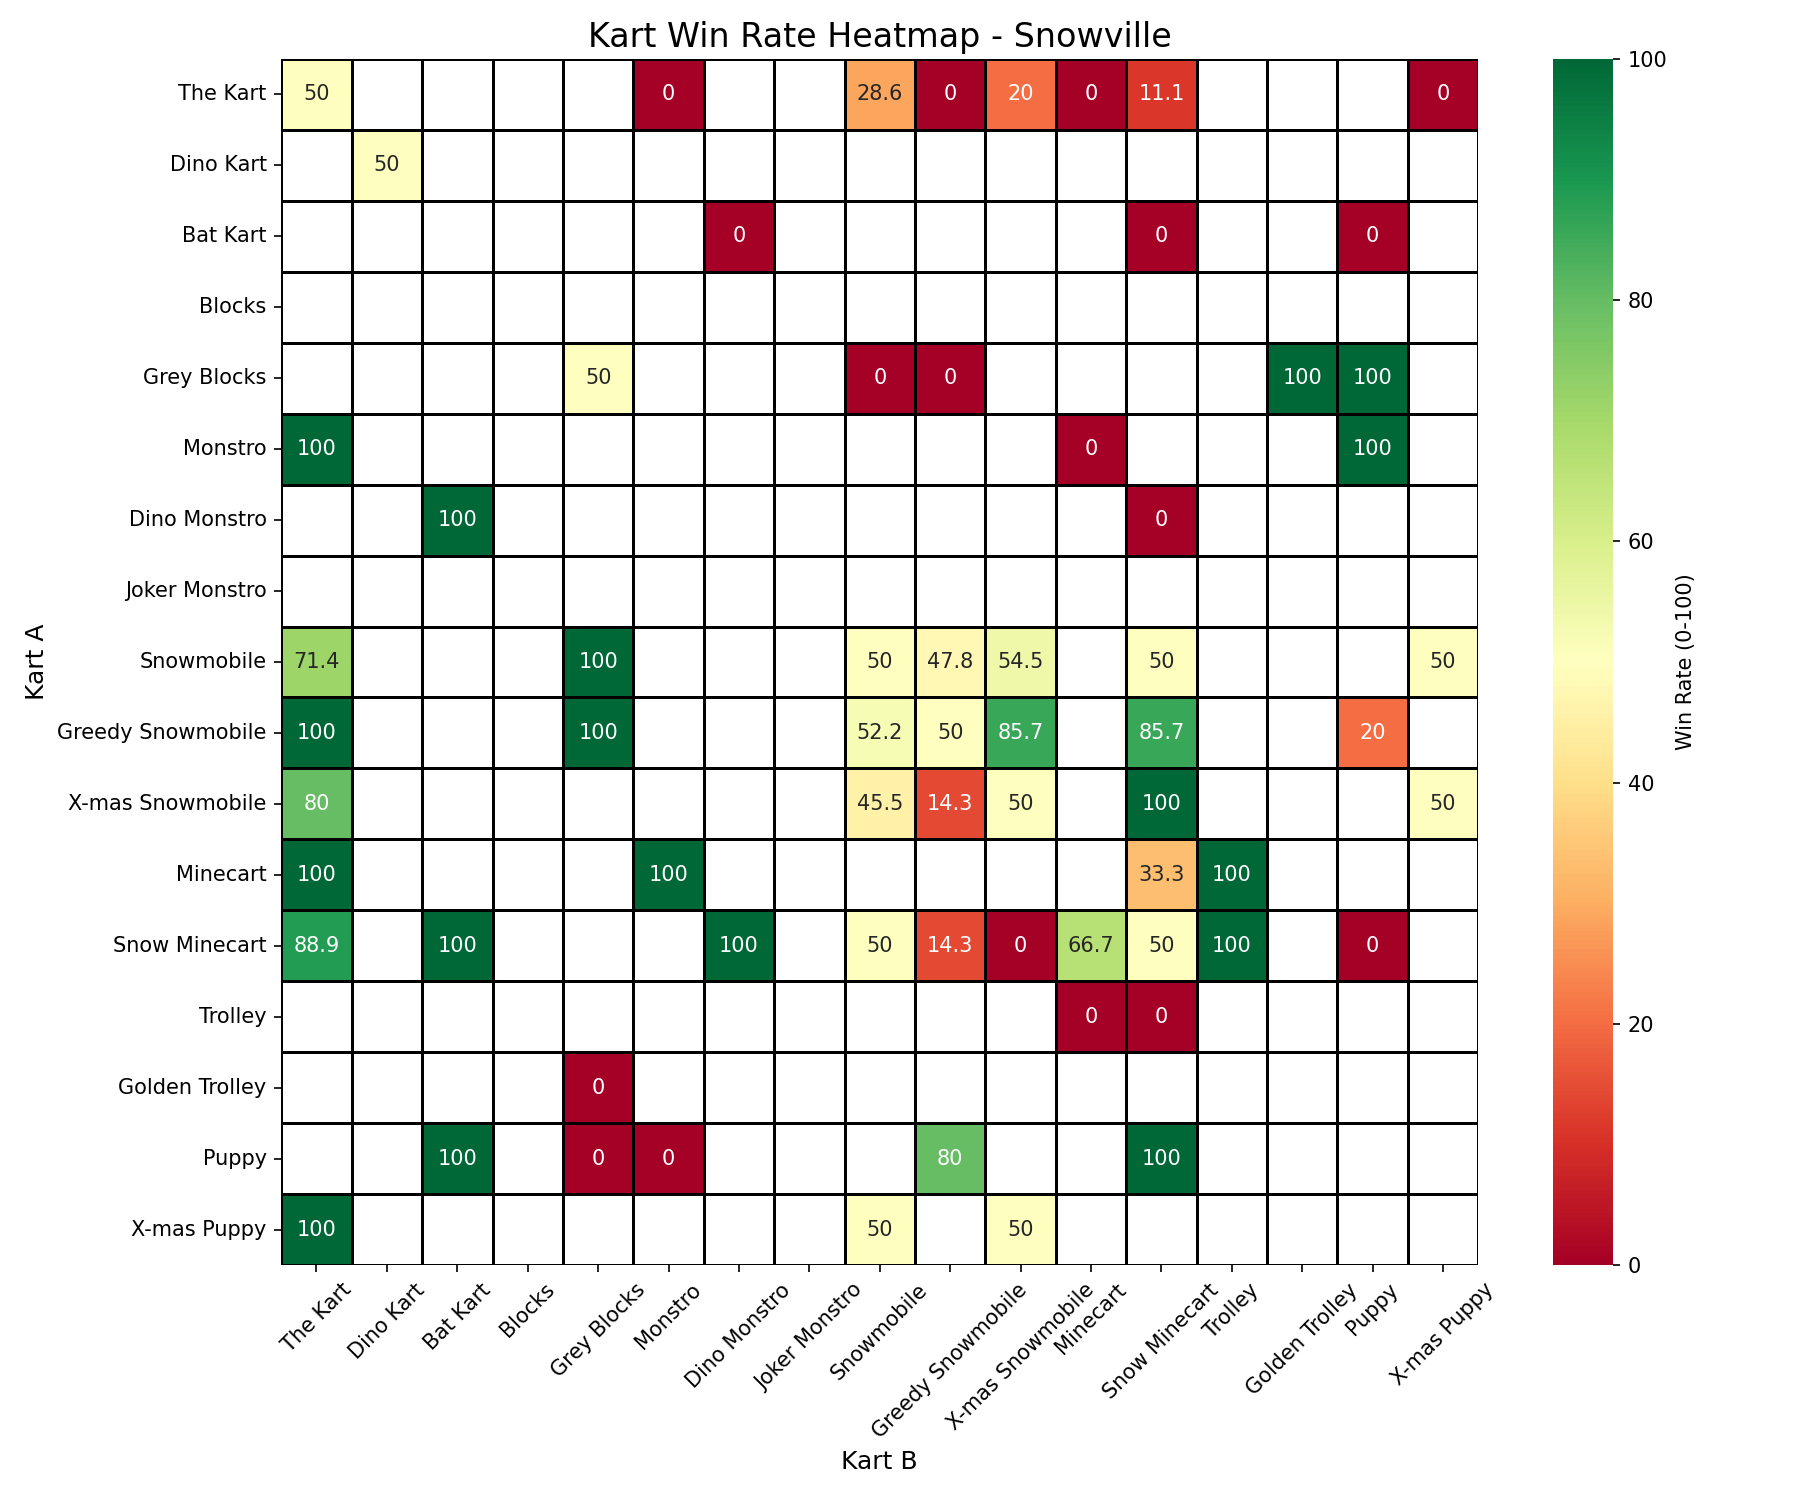 Kart Win Rate Heatmap - Snowville
The Kart 50 0 28.6 0 20 0 11.1 0
Dino Kart 50
Bat Kart 0 0 0
Blocks
Grey Blocks 50 0 0 100 100
Monstro 100 0 100
Dino Monstro 100 0
Joker Monstro
Snowmobile 71.4 100 50 47.8 54.5 50 50
Greedy Snowmobile 100 100 52.2 50 85.7 85.7 20
X-mas Snowmobile 80 45.5 14.3 50 100 50
Minecart 100 100 33.3 100
Snow Minecart 88.9 100 100 50 14.3 0 66.7 50 100 0
Trolley 0 0
Golden Trolley 0
Puppy 100 0 0 80 100
X-mas Puppy 100 50 50
Kart A
The Kart
Dino Kart
Bat Kart
Blocks
Grey Blocks
Monstro
Dino Monstro
Joker Monstro
Snowmobile
Greedy Snowmobile
X-mas Snowmobile
Minecart
Snow Minecart
Trolley
Golden Trolley
Puppy
X-mas Puppy
Kart B
100
80
60
40
20
0
Win Rate (0-100)